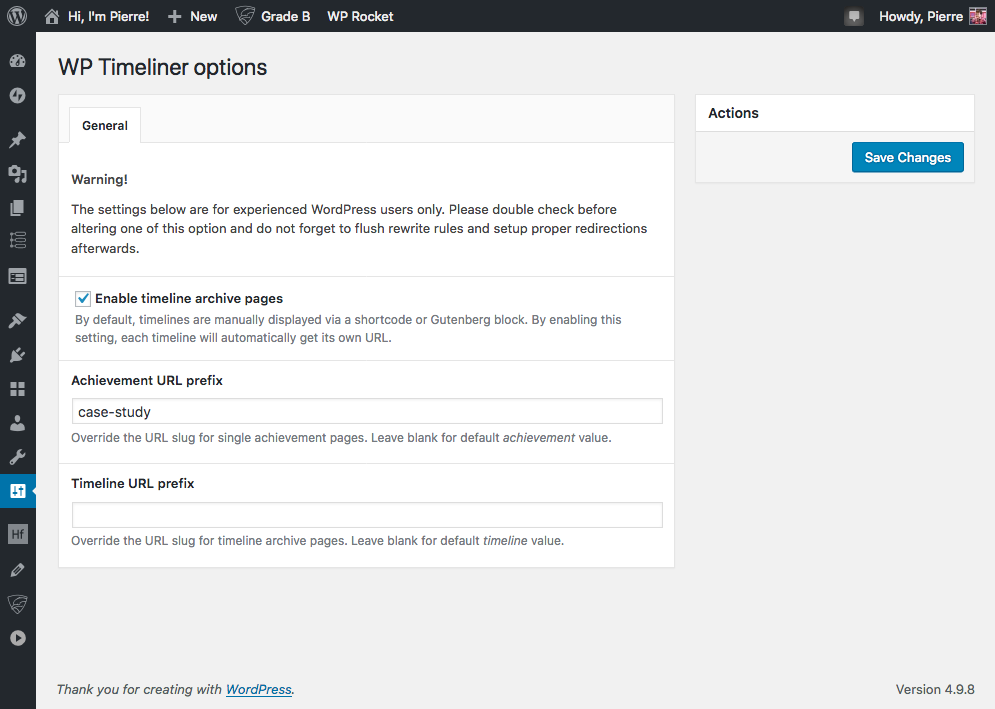 Hi, I'm Pierre! New Grade B WP Rocket Howdy, Pierre
WP Timeliner options
General
Warning!
The settings below are for experienced WordPress users only. Please double check before
altering one of this option and do not forget to flush rewrite rules and setup proper redirections
afterwards.
Enable timeline archive pages
By default, timelines are manually displayed via a shortcode or Gutenberg block. By enabling this
setting, each timeline will automatically get its own URL.
Achievement URL prefix
case-study
Override the URL slug for single achievement pages. Leave blank for default achievement value.
Timeline URL prefix
Override the URL slug for timeline archive pages. Leave blank for default timeline value.
Actions
Save Changes
Hf
Thank you for creating with WordPress.
Version 4.9.8